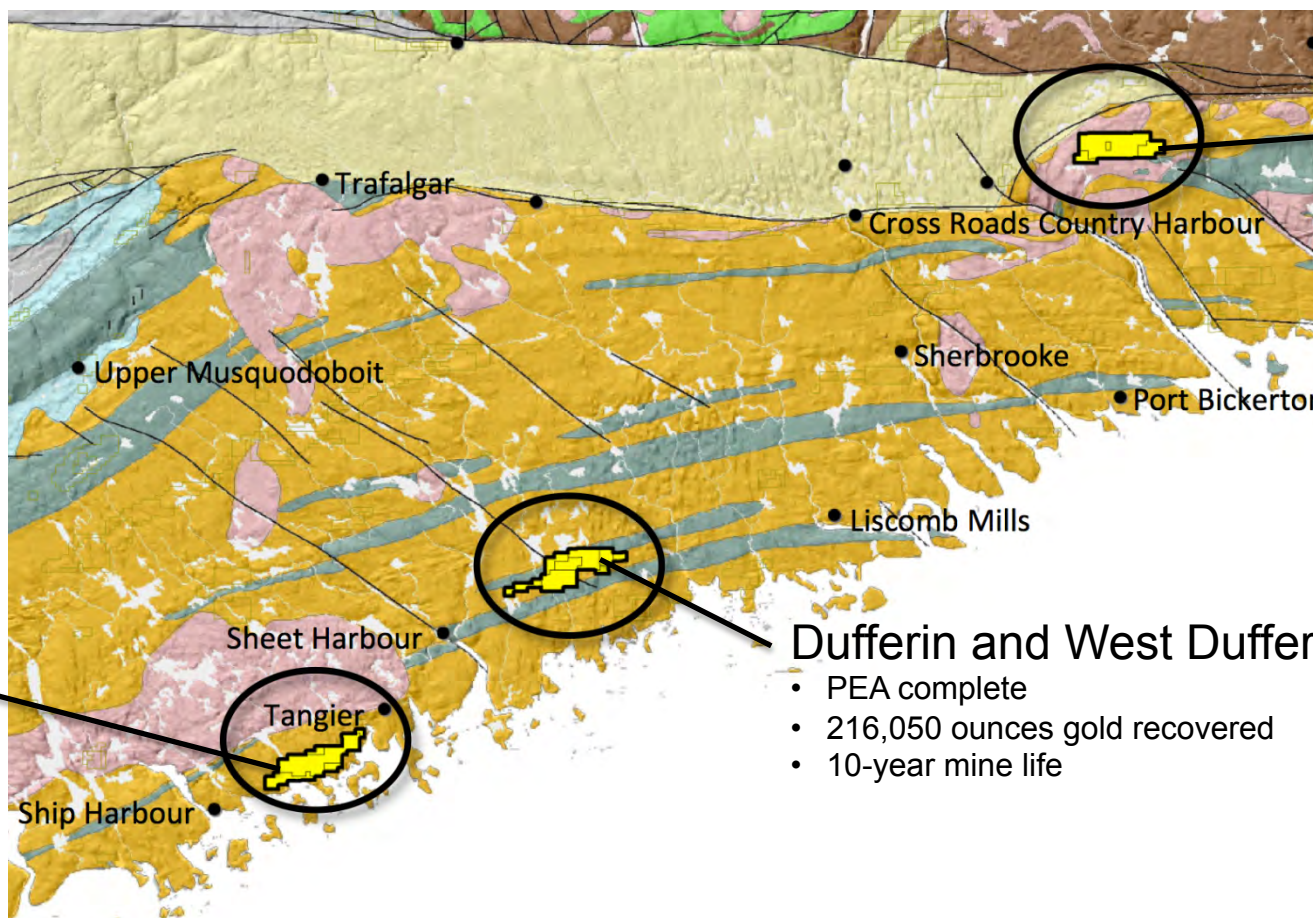 Trafalgar
Cross Roads Country Harbour
Upper Musquodoboit
Sherbrooke
Port Bickerton
Liscomb Mills
Sheet Harbour
Dufferin and West Duffer
• PEA complete
• 216,050 ounces gold recovered
• 10-year mine life
Tangier
Ship Harbour